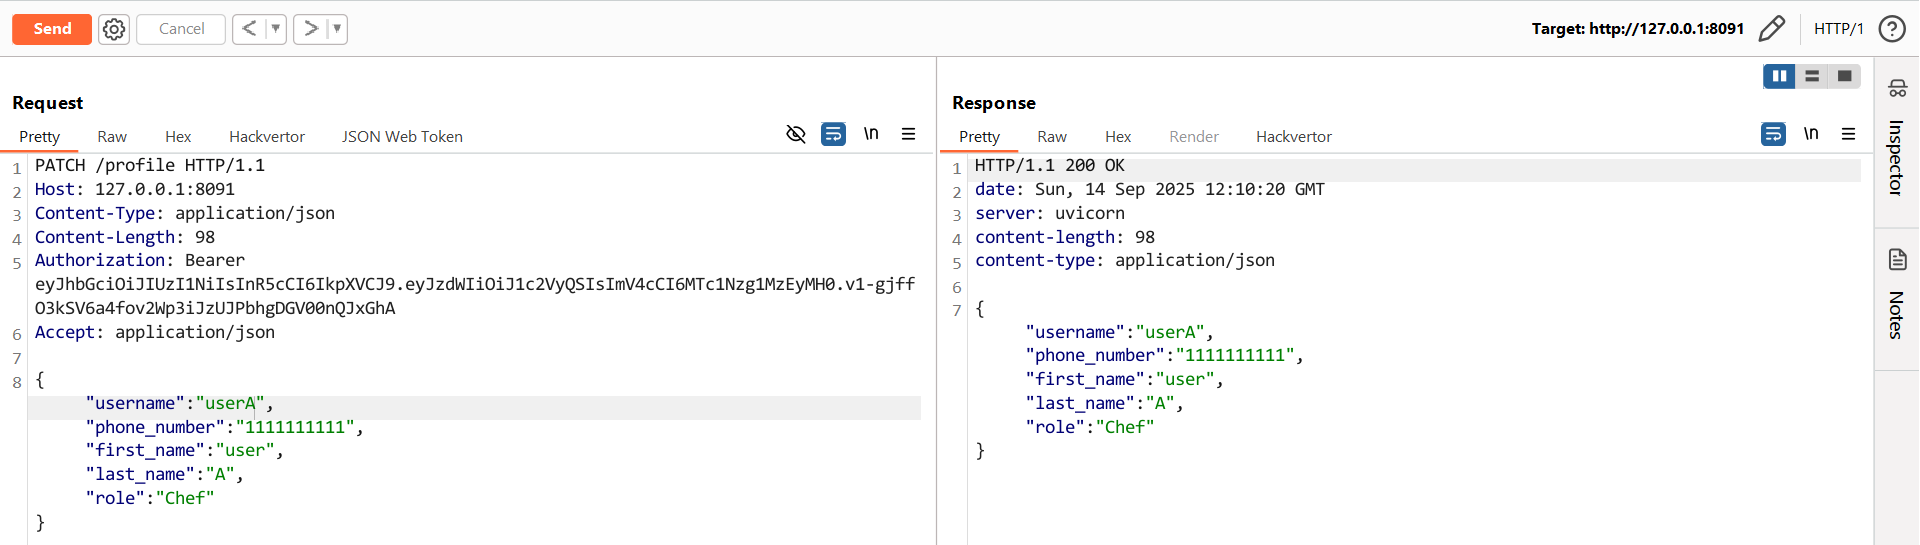 Send
Cancel
Target: http://127.0.0.1:8091
HTTP/1
Request
Pretty Raw Hex Hackvertor JSON Web Token
\n
1 PATCH /profile HTTP/1.1
2 Host: 127.0.0.1:8091
3 Content-Type: application/json
4 Content-Length: 98
5 Authorization: Bearer
eyJhbGciOiJIUzI1NiIsInR5cCI6IkpXVCJ9.eyJzdWIiOiJ1c2VyQSIsImV4cCI6MTc1Nzg1MzEyMH0.v1-gjff
O3kSV6a4fov2Wp3iJzUJPbhgDGV00nQJxGhA
6 Accept: application/json
7
8 {
"username":"userA",
"phone_number":"1111111111",
"first_name":"user",
"last_name":"A",
"role":"Chef"
}
Response
Pretty Raw Hex Render Hackvertor
\n
1 HTTP/1.1 200 OK
2 date: Sun, 14 Sep 2025 12:10:20 GMT
3 server: uvicorn
4 content-length: 98
5 content-type: application/json
6
7 {
"username":"userA",
"phone_number":"1111111111",
"first_name":"user",
"last_name":"A",
"role":"Chef"
}
Inspector
Notes